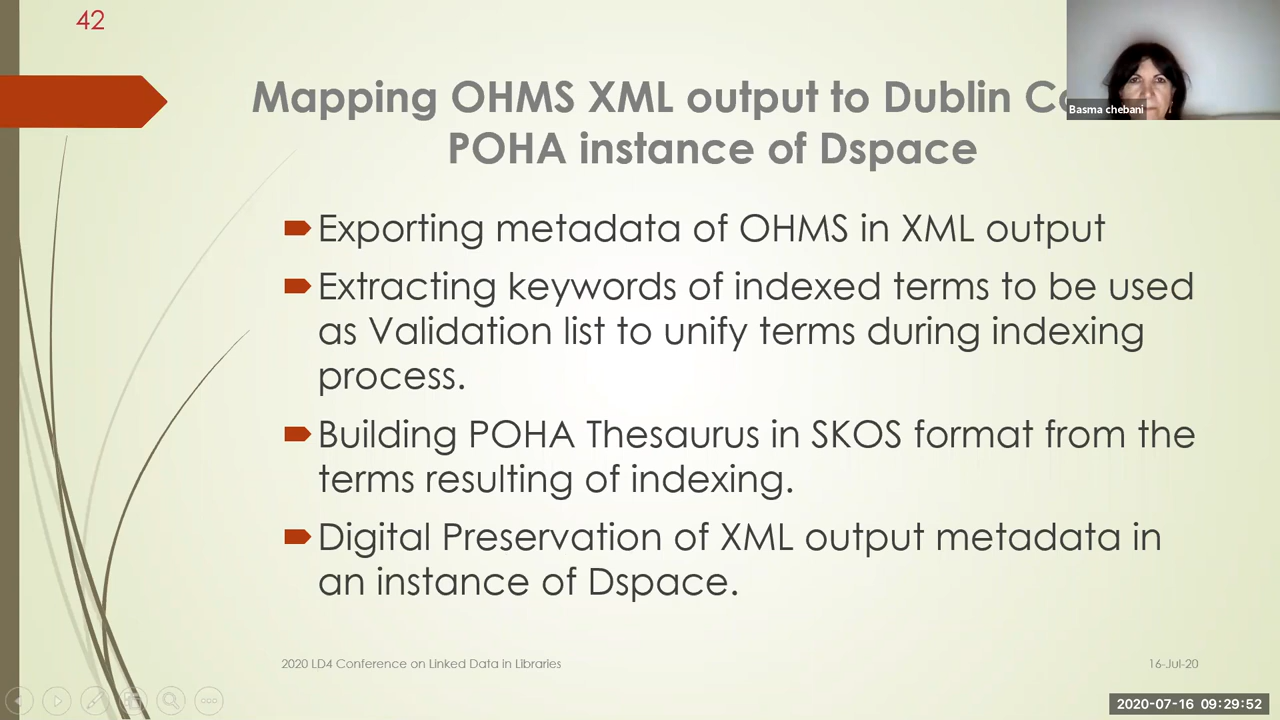 42
Mapping OHMS XML output to Dublin
POHA instance of Dspace
Basma chebani
Exporting metadata of OHMS in XML output
Extracting keywords of indexed terms to be used
as Validation list to unify terms during indexing
process.
Building POHA Thesaurus in SKOS format from the
terms resulting of indexing.
Digital Preservation of XML output metadata in
an instance of Dspace.
2020 LD4 Conference on Linked Data in Libraries
16-Jul-20
2020-07-16 09:29:52